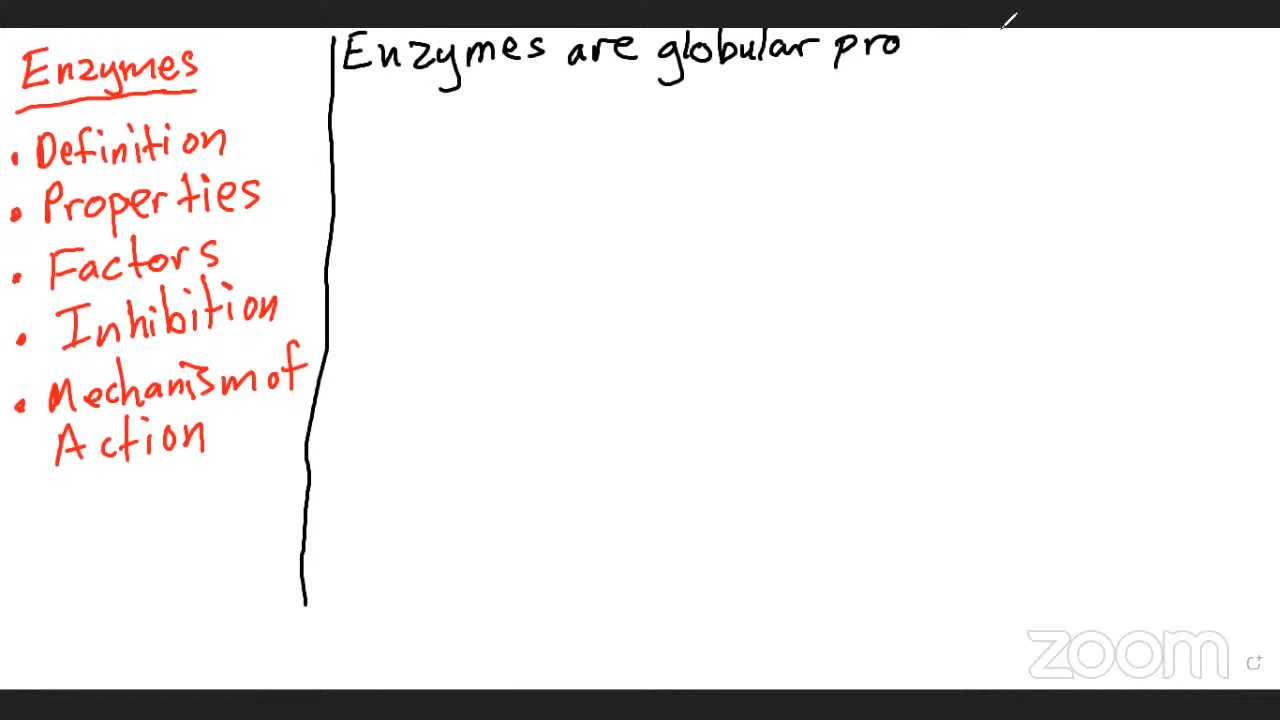 Enzymes
• Definition
• Properties
• Factors
• Inhibition
• Mechanism of
Action
Enzymes are globular pro
zoom